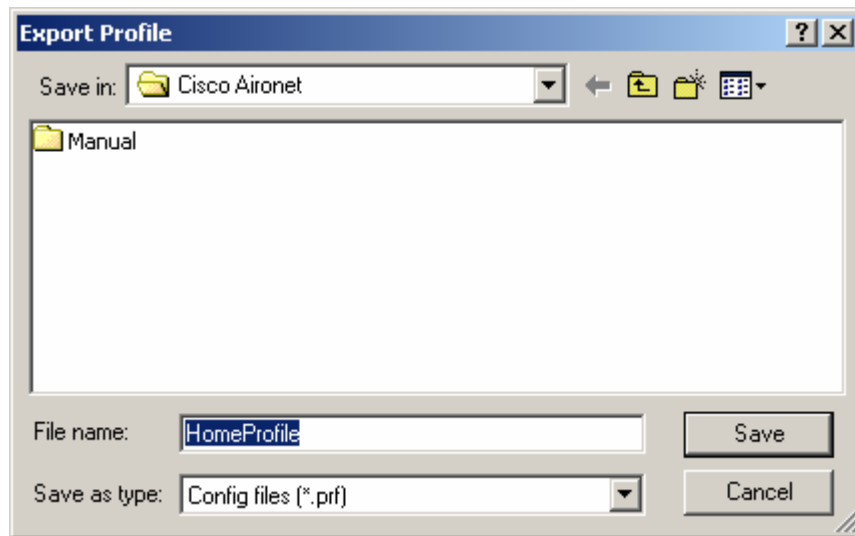 Export Profile
Save in: Cisco Aironet
Manual
File name: HomeProfile
Save
Save as type: Config files (*.prf)
Cancel